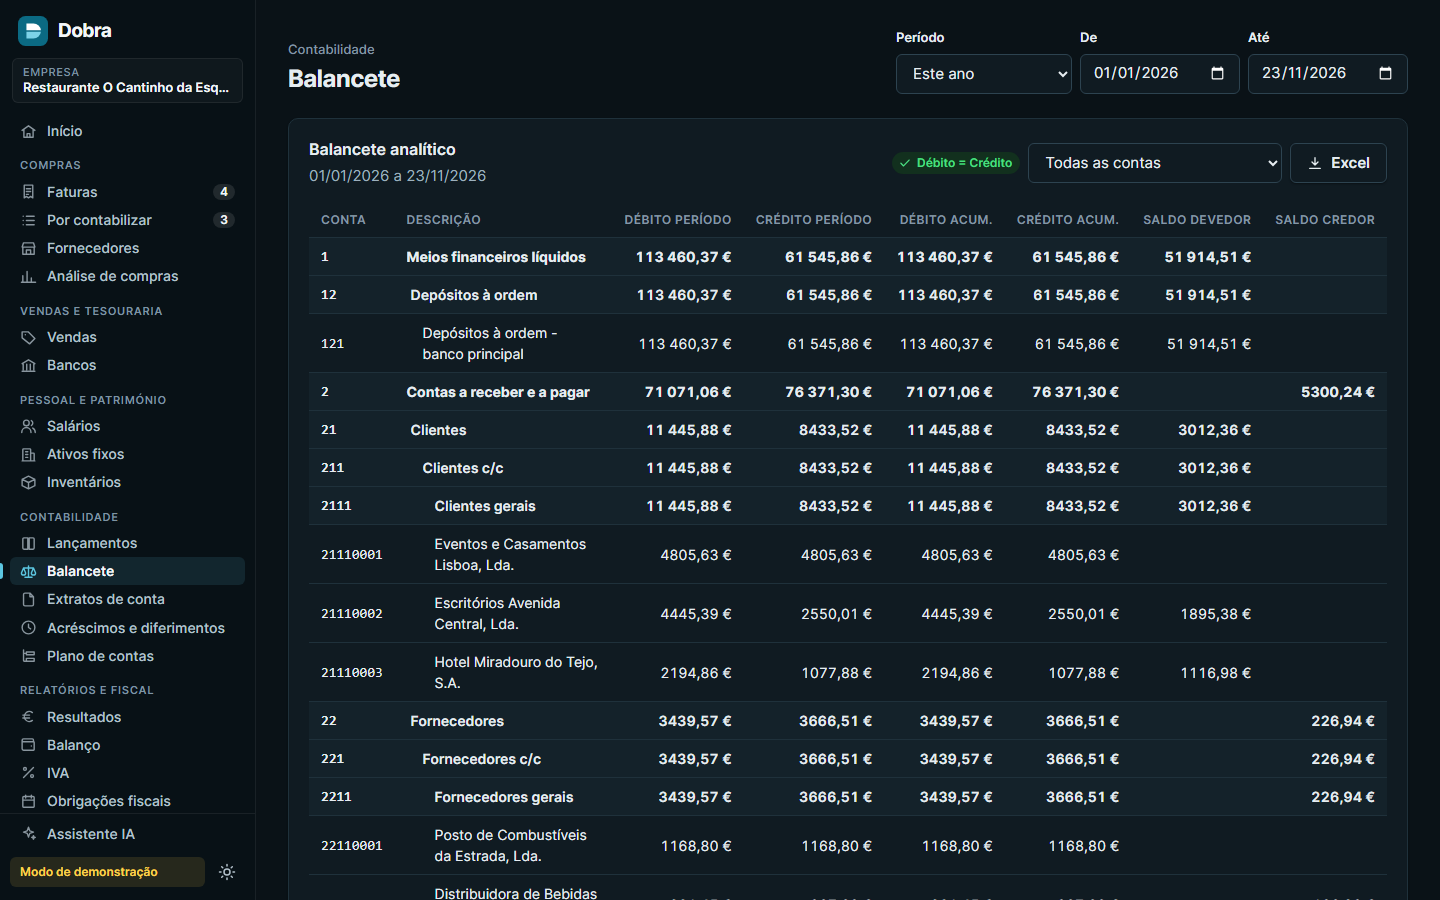 Dobra
EMPRESA
Restaurante O Cantinho da Esq...
Início
COMPRAS
Faturas 4
Por contabilizar 3
Fornecedores
Análise de compras
VENDAS E TESOURARIA
Vendas
Bancos
PESSOAL E PATRIMÓNIO
Salários
Ativos fixos
Inventários
CONTABILIDADE
Lançamentos
Balancete
Extratos de conta
Acréscimos e diferimentos
Plano de contas
RELATÓRIOS E FISCAL
Resultados
Balanço
IVA
Obrigações fiscais
Assistente IA
Modo de demonstração
Contabilidade
Balancete
Período De Até
Este ano 01/01/2026 23/11/2026
Balancete analítico
01/01/2026 a 23/11/2026
Débito = Crédito Todas as contas Excel
CONTA DESCRIÇÃO DÉBITO PERÍODO CRÉDITO PERÍODO DÉBITO ACUM. CRÉDITO ACUM. SALDO DEVEDOR SALDO CREDOR
1 Meios financeiros líquidos 113 460,37 € 61 545,86 € 113 460,37 € 61 545,86 € 51 914,51 €
12 Depósitos à ordem 113 460,37 € 61 545,86 € 113 460,37 € 61 545,86 € 51 914,51 €
121 Depósitos à ordem - 113 460,37 € 61 545,86 € 113 460,37 € 61 545,86 € 51 914,51 €
banco principal
2 Contas a receber e a pagar 71 071,06 € 76 371,30 € 71 071,06 € 76 371,30 € 5300,24 €
21 Clientes 11 445,88 € 8433,52 € 11 445,88 € 8433,52 € 3012,36 €
211 Clientes c/c 11 445,88 € 8433,52 € 11 445,88 € 8433,52 € 3012,36 €
2111 Clientes gerais 11 445,88 € 8433,52 € 11 445,88 € 8433,52 € 3012,36 €
21110001 Eventos e Casamentos 4805,63 € 4805,63 € 4805,63 € 4805,63 €
Lisboa, Lda.
21110002 Escritórios Avenida 4445,39 € 2550,01 € 4445,39 € 2550,01 € 1895,38 €
Central, Lda.
21110003 Hotel Miradouro do Tejo, 2194,86 € 1077,88 € 2194,86 € 1077,88 € 1116,98 €
S.A.
22 Fornecedores 3439,57 € 3666,51 € 3439,57 € 3666,51 € 226,94 €
221 Fornecedores c/c 3439,57 € 3666,51 € 3439,57 € 3666,51 € 226,94 €
2211 Fornecedores gerais 3439,57 € 3666,51 € 3439,57 € 3666,51 € 226,94 €
22110001 Posto de Combustíveis 1168,80 € 1168,80 € 1168,80 € 1168,80 €
da Estrada, Lda.
Distribuidora de Bebidas